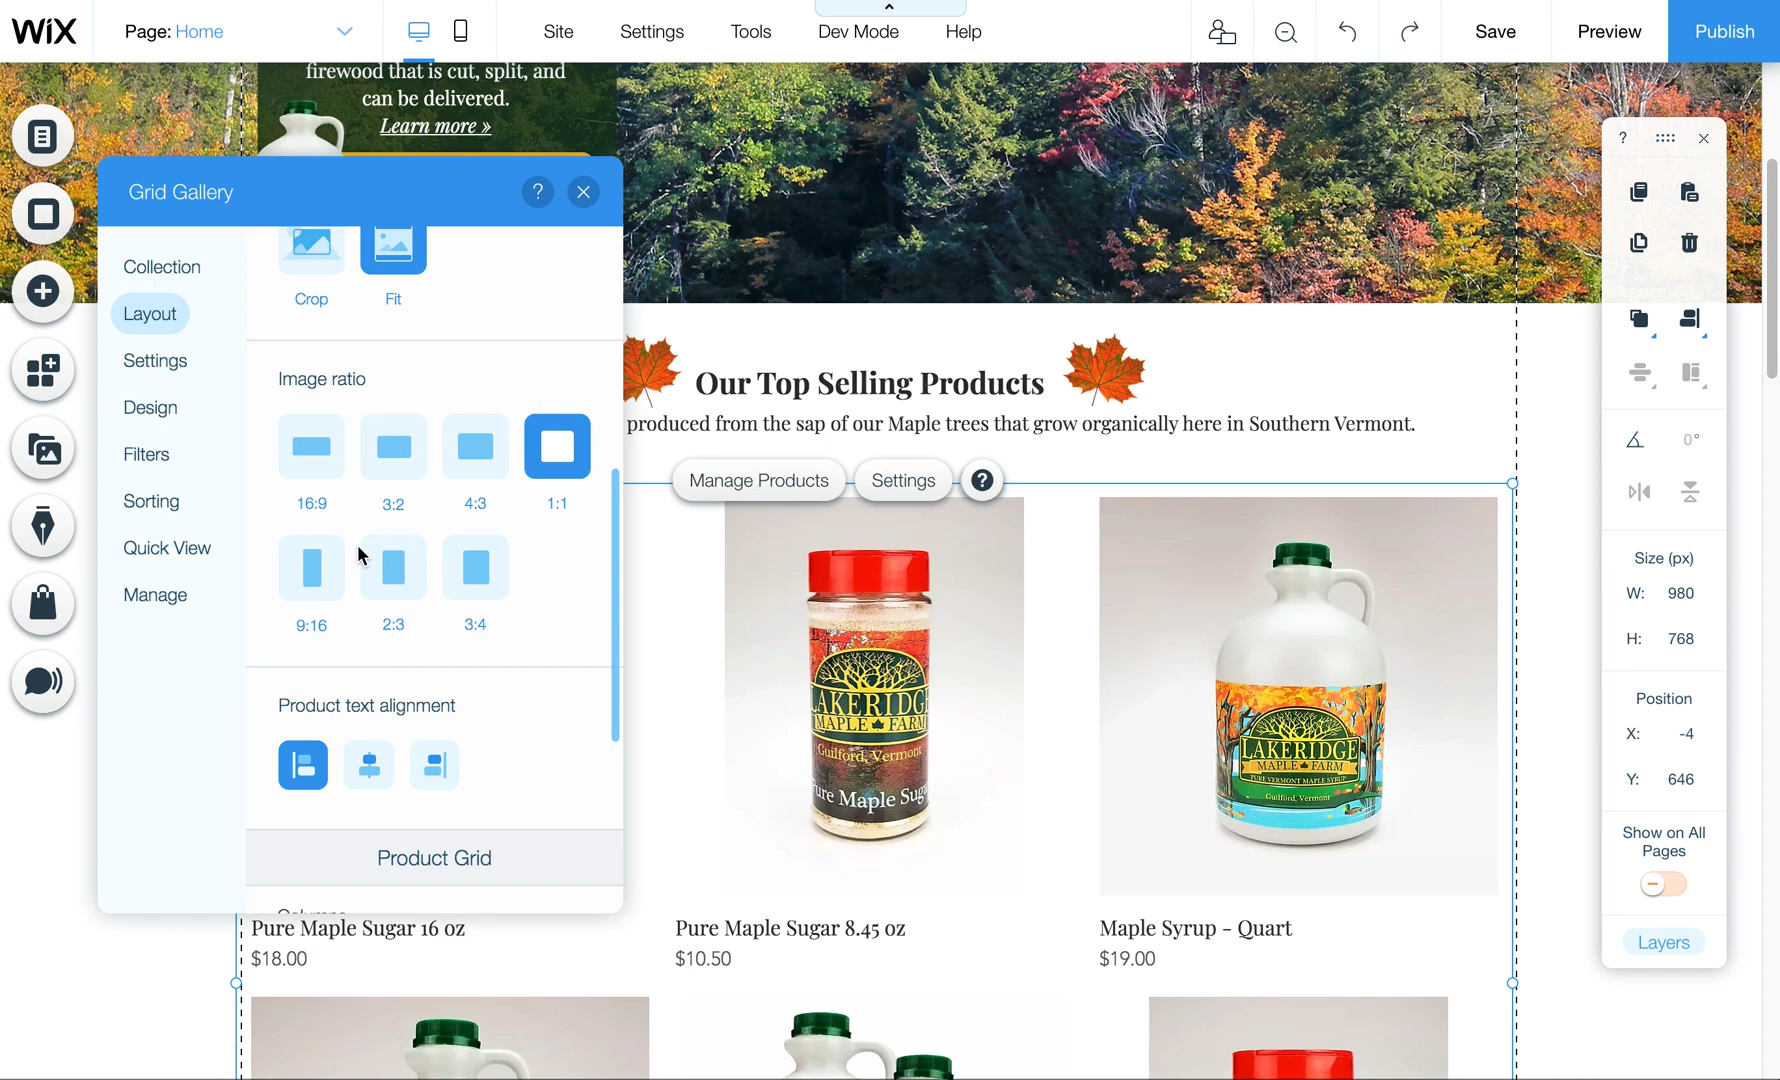 WiX
Page: Home
Site
Settings
Tools
Dev Mode
Help
Save
Preview
Publish
firewood that is cut, split, and
can be delivered.
Learn more »
Grid Gallery
?
Collection
Layout
Settings
Design
Filters
Sorting
Quick View
Manage
Crop
Fit
Image ratio
16:9
3:2
4:3
1:1
9:16
2:3
3:4
Product text alignment
Product Grid
Columns
Our Top Selling Products
produced from the sap of our Maple trees that grow organically here in Southern Vermont.
Manage Products
Settings
?
LAKERIDGE
MAPLE FARM
Guilford, Vermont
Pure Maple Sugar
LAKERIDGE
MAPLE FARM
PURE VERMONT MAPLE SYRUP
Guilford, Vermont
Pure Maple Sugar 16 oz
$18.00
Pure Maple Sugar 8.45 oz
$10.50
Maple Syrup - Quart
$19.00
?
0°
Size (px)
W: 980
H: 768
Position
X: -4
Y: 646
Show on All
Pages
Layers